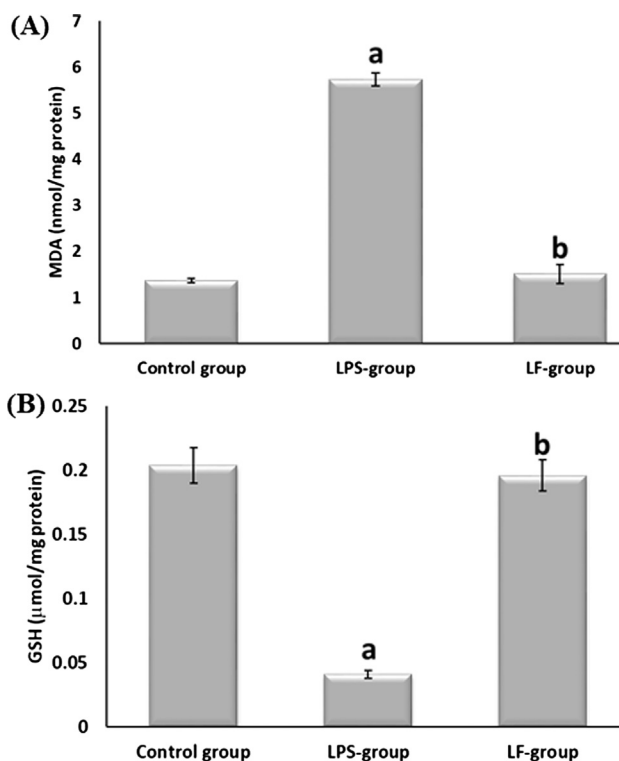 (A)
MDA (nmol/mg protein)
7
6
5
4
3
2
1
0
a
b
Control group LPS-group LF-group
(B)
GSH (μmol/mg protein)
0.25
0.2
0.15
0.1
0.05
0
a
b
Control group LPS-group LF-group